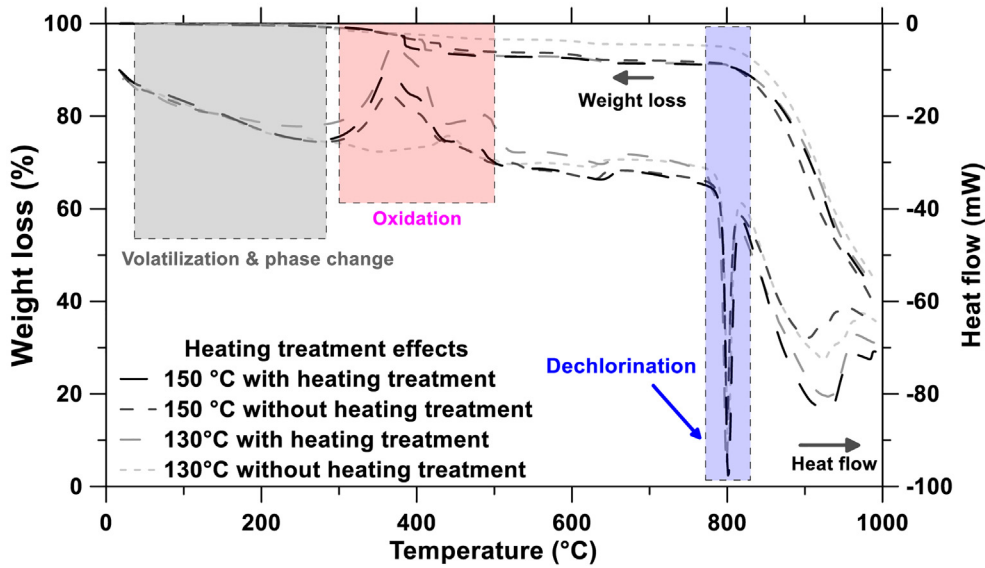 100
80
60
40
20
0
Weight loss (%)
0
-20
-40
-60
-80
-100
Heat flow (mW)
Weight loss
Oxidation
Volatilization & phase change
Dechlorination
Heating treatment effects
150 °C with heating treatment
150 °C without heating treatment
130°C with heating treatment
130°C without heating treatment
Heat flow
0
200
400
600
800
1000
Temperature (°C)